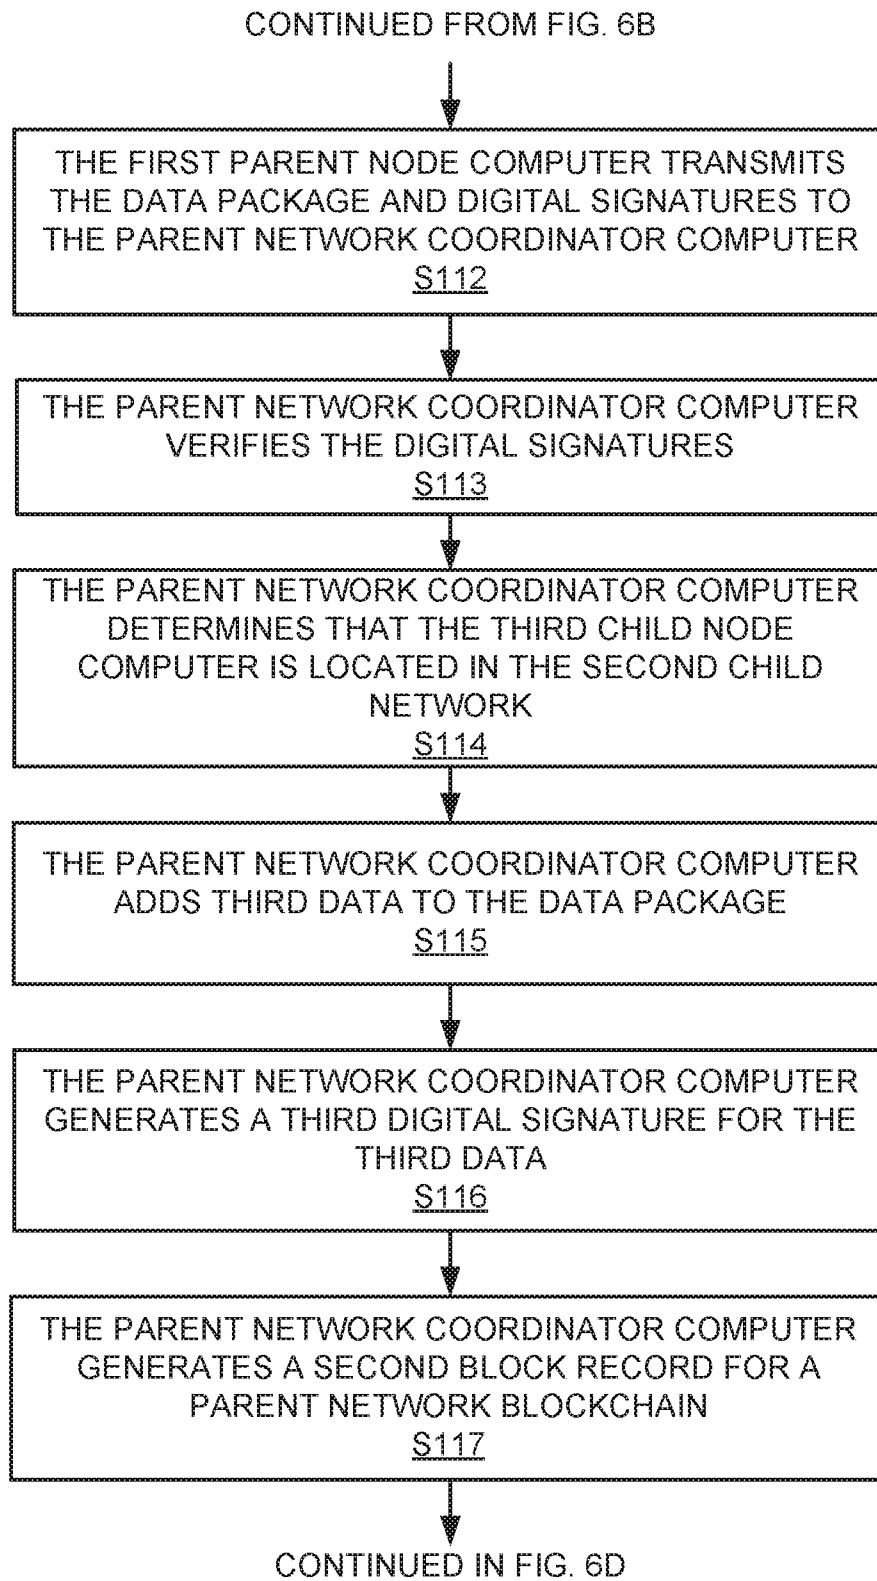 CONTINUED FROM FIG. 6B
THE FIRST PARENT NODE COMPUTER TRANSMITS
THE DATA PACKAGE AND DIGITAL SIGNATURES TO
THE PARENT NETWORK COORDINATOR COMPUTER
S112
THE PARENT NETWORK COORDINATOR COMPUTER
VERIFIES THE DIGITAL SIGNATURES
S113
THE PARENT NETWORK COORDINATOR COMPUTER
DETERMINES THAT THE THIRD CHILD NODE
COMPUTER IS LOCATED IN THE SECOND CHILD
NETWORK
S114
THE PARENT NETWORK COORDINATOR COMPUTER
ADDS THIRD DATA TO THE DATA PACKAGE
S115
THE PARENT NETWORK COORDINATOR COMPUTER
GENERATES A THIRD DIGITAL SIGNATURE FOR THE
THIRD DATA
S116
THE PARENT NETWORK COORDINATOR COMPUTER
GENERATES A SECOND BLOCK RECORD FOR A
PARENT NETWORK BLOCKCHAIN
S117
CONTINUED IN FIG. 6D